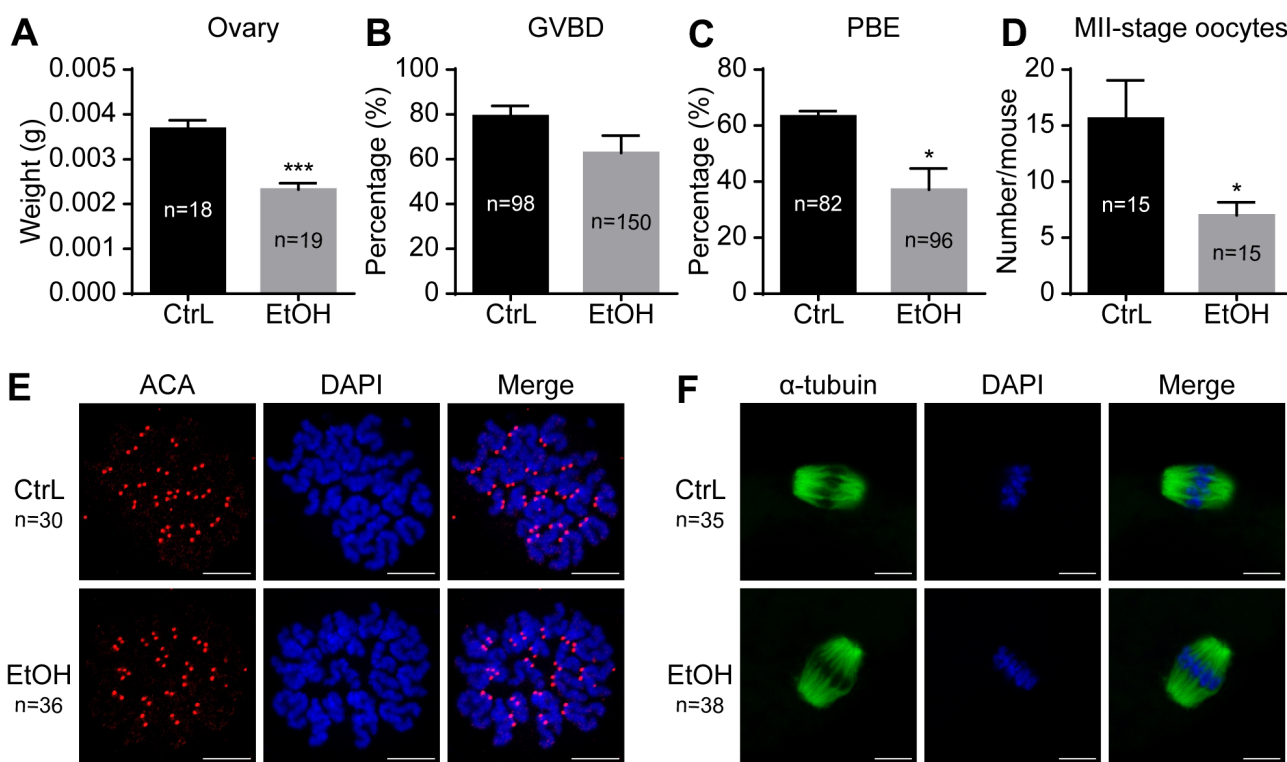 A Ovary
Weight (g)
0.005
0.004
0.003
0.002
0.001
0.000
***
n=18
n=19
CtrL EtOH
B GVBD
Percentage (%)
100
80
60
40
20
0
n=98
n=150
CtrL EtOH
C PBE
Percentage (%)
80
60
40
20
0
*
n=82
n=96
CtrL EtOH
D MII-stage oocytes
Number/mouse
20
15
10
5
0
*
n=15
n=15
CtrL EtOH
E ACA DAPI Merge
CtrL
n=30
EtOH
n=36
F α-tubuin DAPI Merge
CtrL
n=35
EtOH
n=38